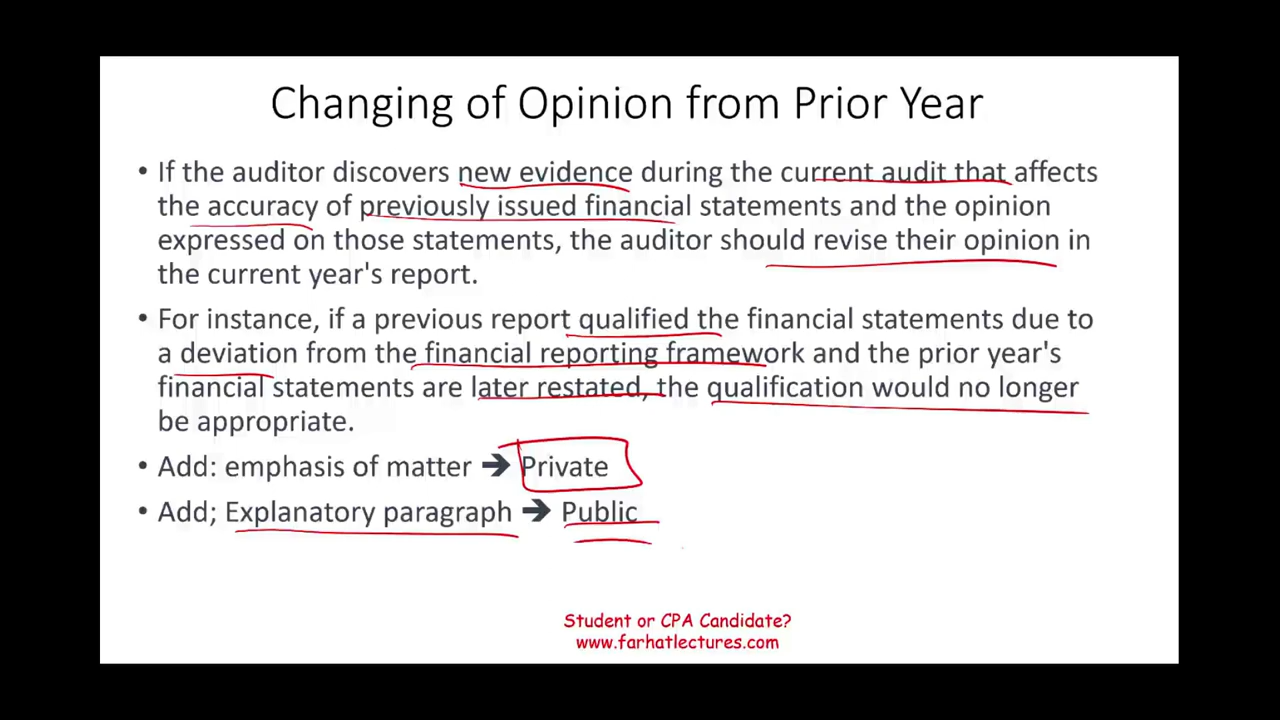 Changing of Opinion from Prior Year
• If the auditor discovers new evidence during the current audit that affects
the accuracy of previously issued financial statements and the opinion
expressed on those statements, the auditor should revise their opinion in
the current year's report.
• For instance, if a previous report qualified the financial statements due to
a deviation from the financial reporting framework and the prior year's
financial statements are later restated, the qualification would no longer
be appropriate.
• Add: emphasis of matter ➔ Private
• Add; Explanatory paragraph ➔ Public
Student or CPA Candidate?
www.farhatlectures.com